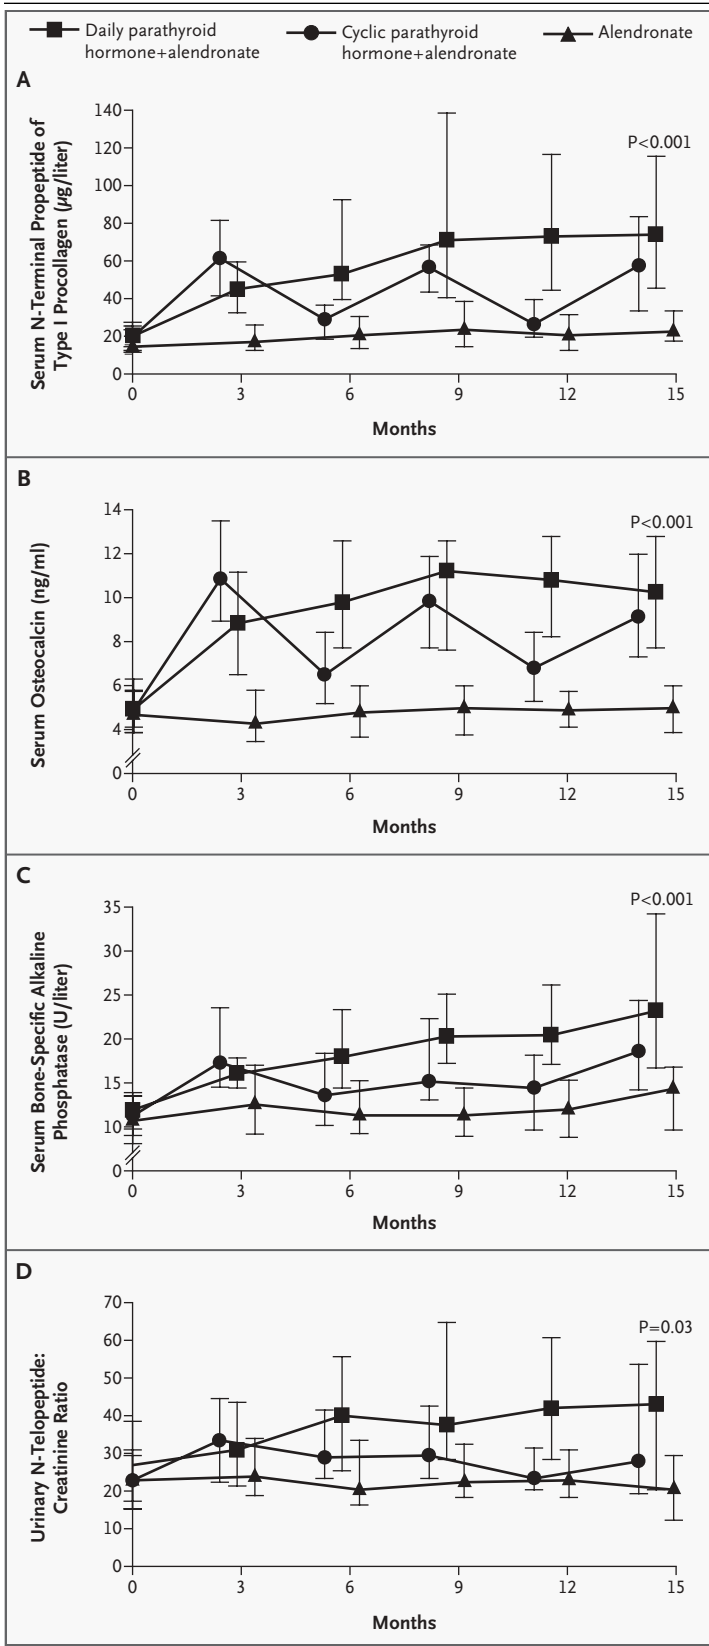 Daily parathyroid
hormone+alendronate
Cyclic parathyroid
hormone+alendronate
Alendronate
A
Serum N-Terminal Propeptide of
Type I Procollagen (µg/liter)
140
120
100
80
60
40
20
0
P<0.001
0 3 6 9 12 15
Months
B
Serum Osteocalcin (ng/ml)
14
12
10
8
6
4
0
P<0.001
0 3 6 9 12 15
Months
C
Serum Bone-Specific Alkaline
Phosphatase (U/liter)
35
30
25
20
15
10
0
P<0.001
0 3 6 9 12 15
Months
D
Urinary N-Telopeptide:
Creatinine Ratio
70
60
50
40
30
20
10
0
P=0.03
0 3 6 9 12 15
Months